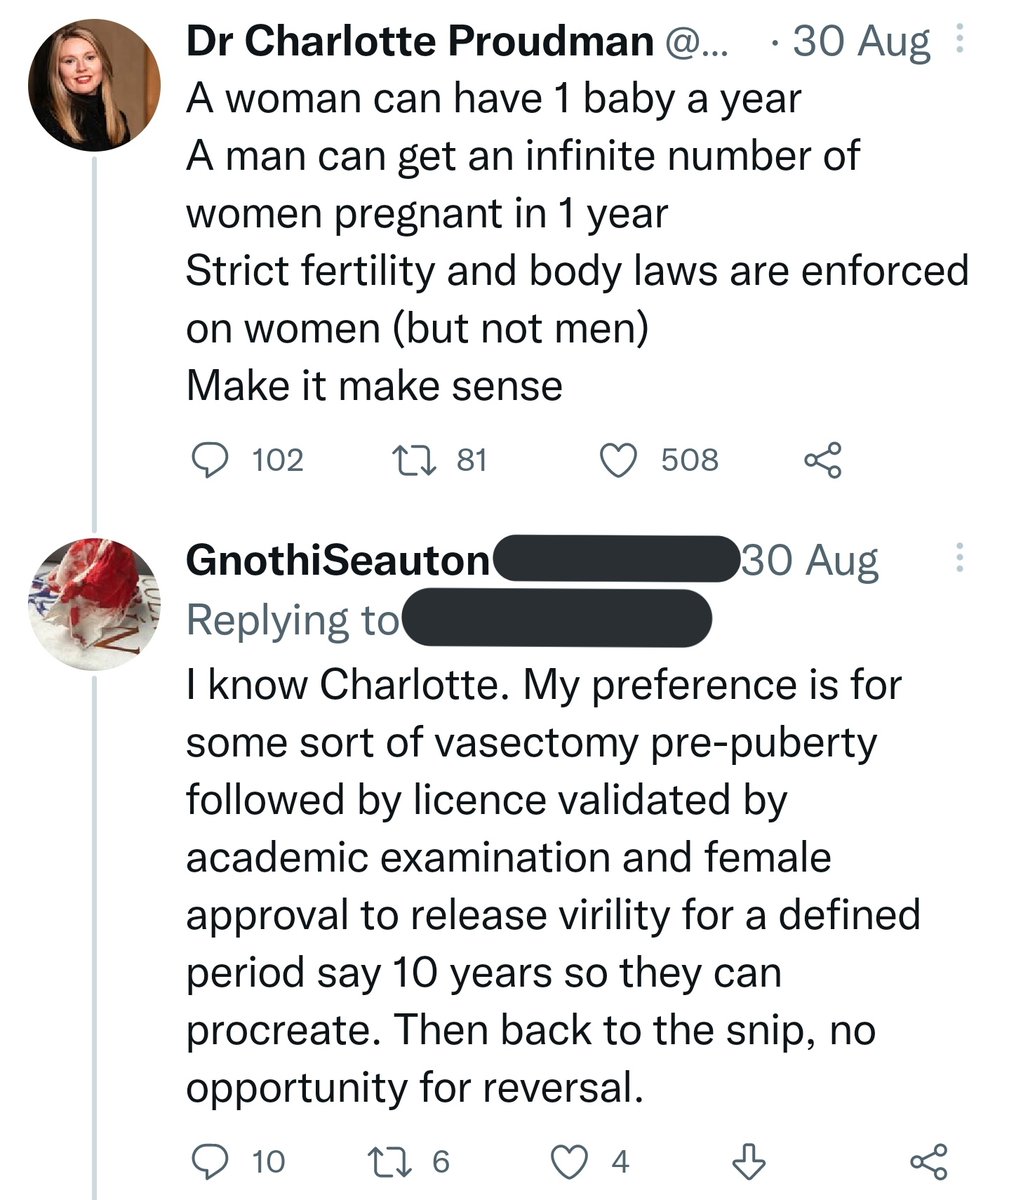 Dr Charlotte Proudman @... · 30 Aug
A woman can have 1 baby a year
A man can get an infinite number of
women pregnant in 1 year
Strict fertility and body laws are enforced
on women (but not men)
Make it make sense
102 81 508
GnothiSeauton 30 Aug
Replying to
I know Charlotte. My preference is for
some sort of vasectomy pre-puberty
followed by licence validated by
academic examination and female
approval to release virility for a defined
period say 10 years so they can
procreate. Then back to the snip, no
opportunity for reversal.
10 6 4